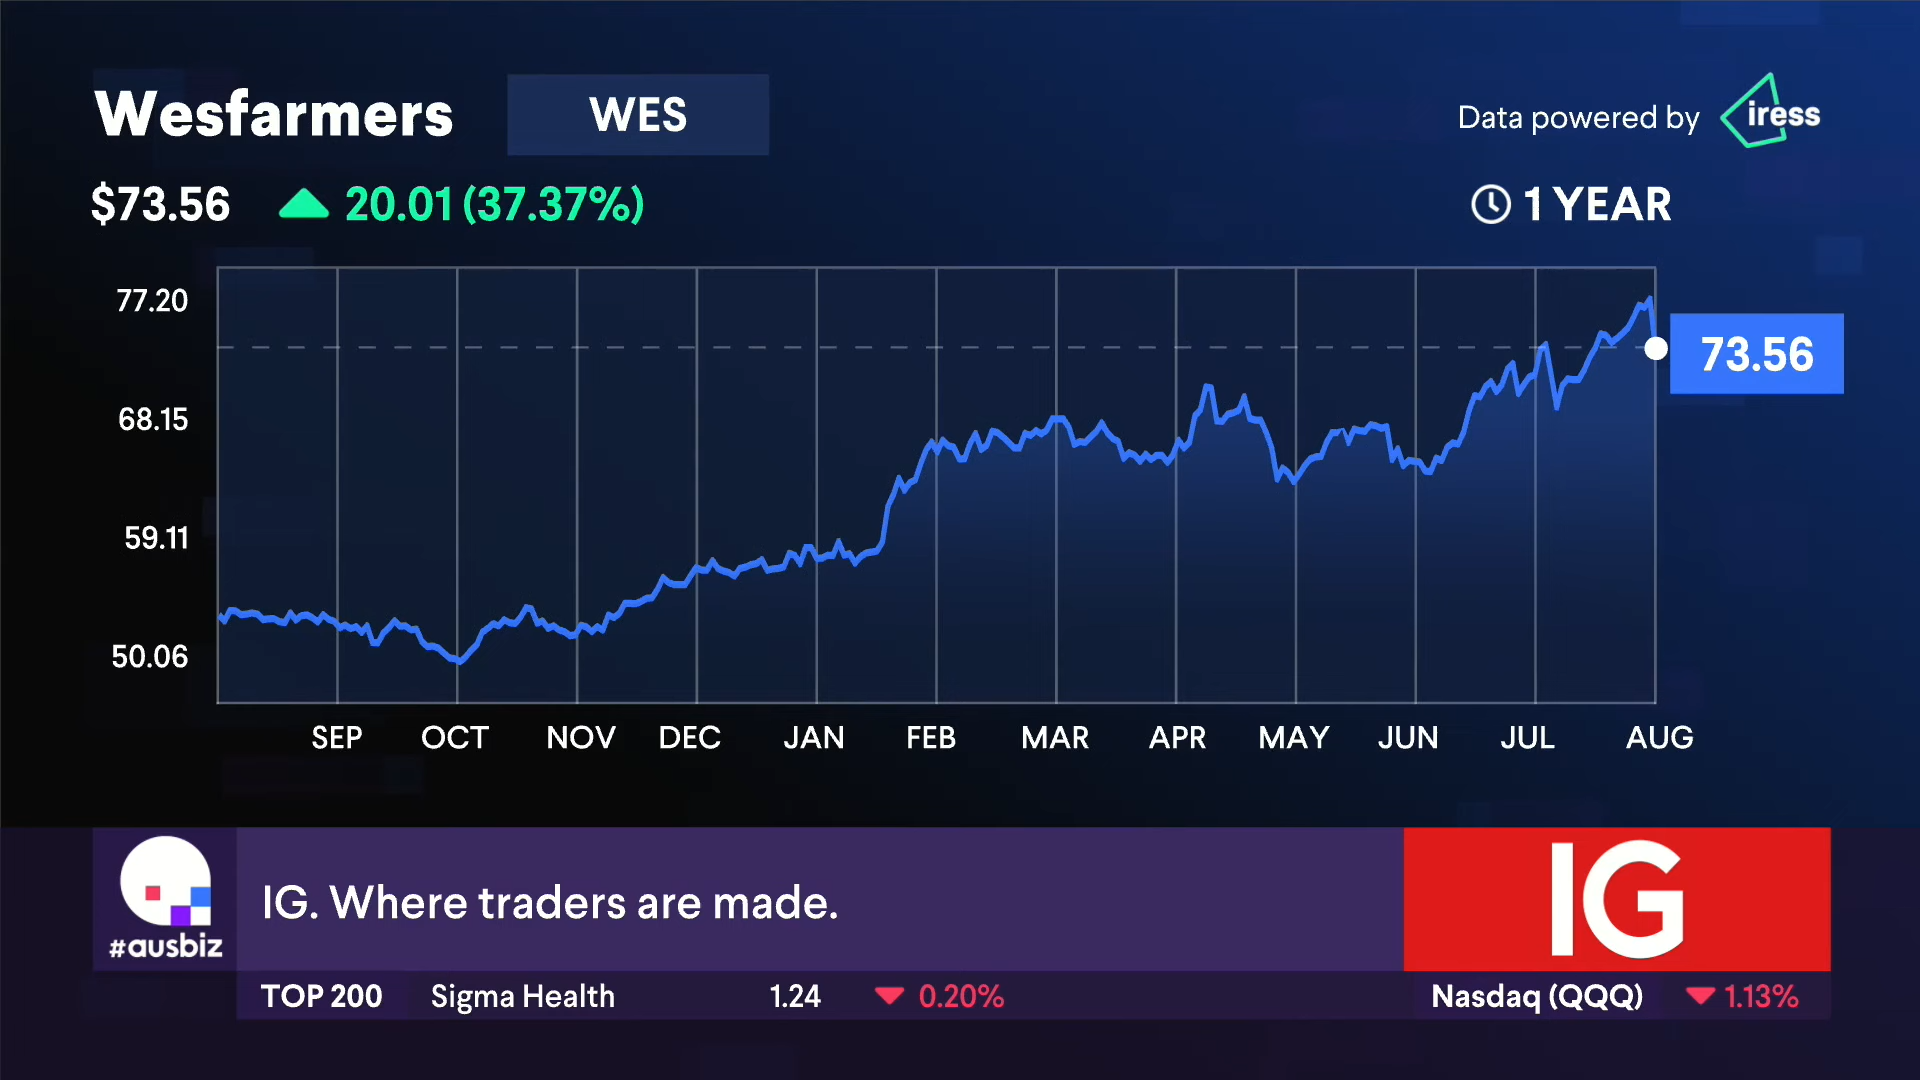 Wesfarmers WES
Data powered by iress
$73.56 20.01 (37.37%)
1 YEAR
77.20
68.15
59.11
50.06
73.56
SEP OCT NOV DEC JAN FEB MAR APR MAY JUN JUL AUG
#ausbiz
IG. Where traders are made.
IG
TOP 200 Sigma Health 1.24 0.20%
Nasdaq (QQQ) 1.13%